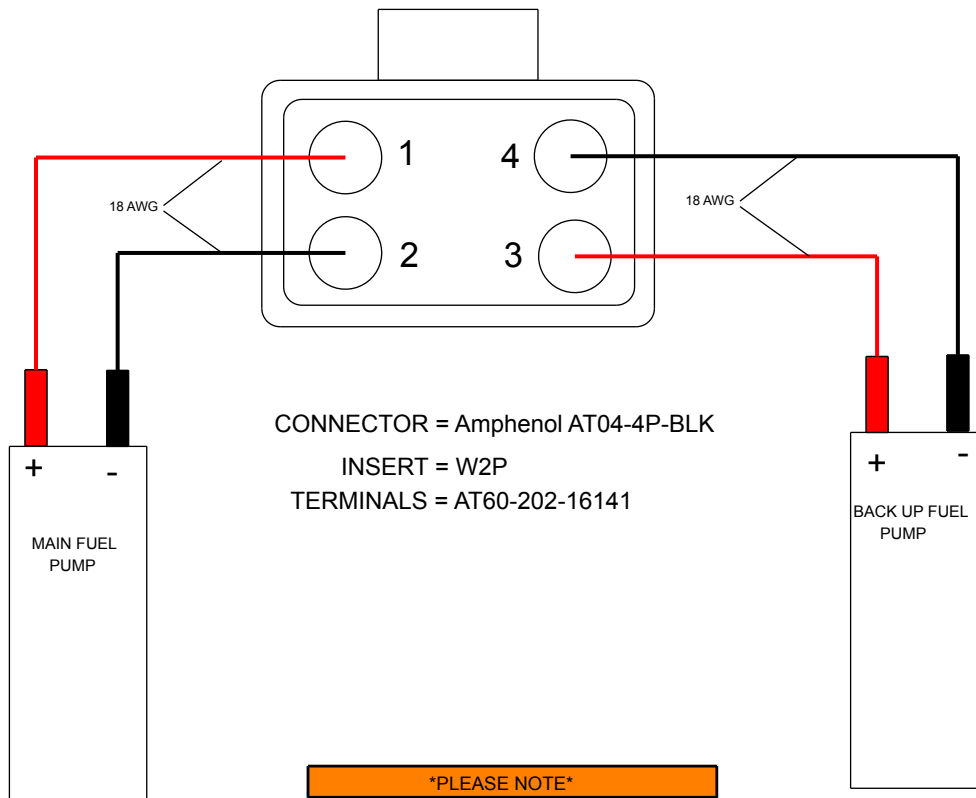 1
4
18 AWG
18 AWG
2
3
CONNECTOR = Amphenol AT04-4P-BLK
+
-
+
-
INSERT = W2P
TERMINALS = AT60-202-16141
MAIN FUEL
PUMP
BACK UP FUEL
PUMP
*PLEASE NOTE*